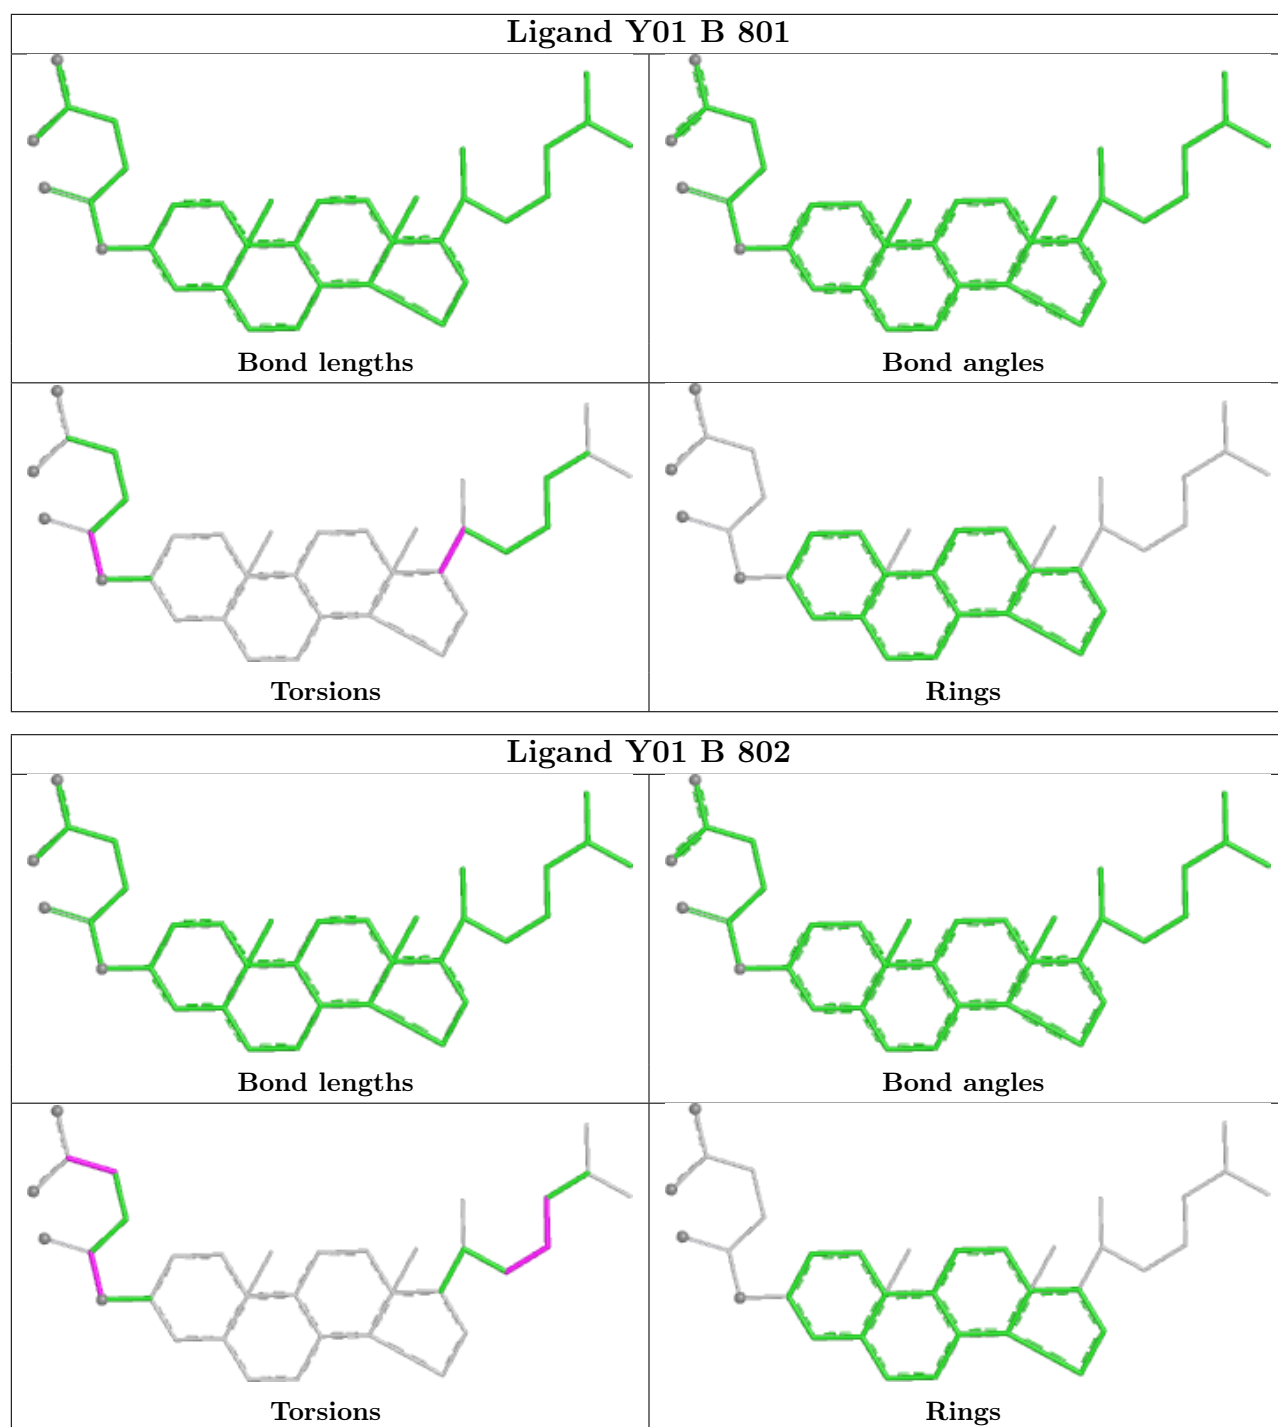 Ligand Y01 B 801
Bond lengths
Bond angles
Torsions
Rings
Ligand Y01 B 802
Bond lengths
Bond angles
Torsions
Rings